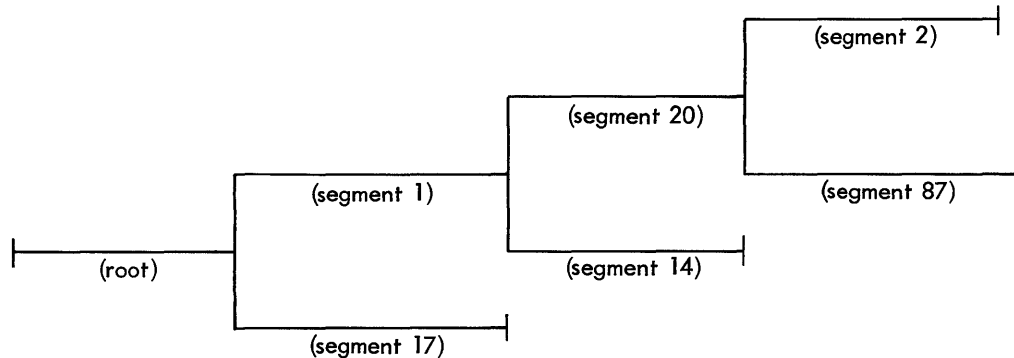 (segment 2)
(segment 20)
(segment 1)
(segment 87)
(root)
(segment 14)
(segment 17)